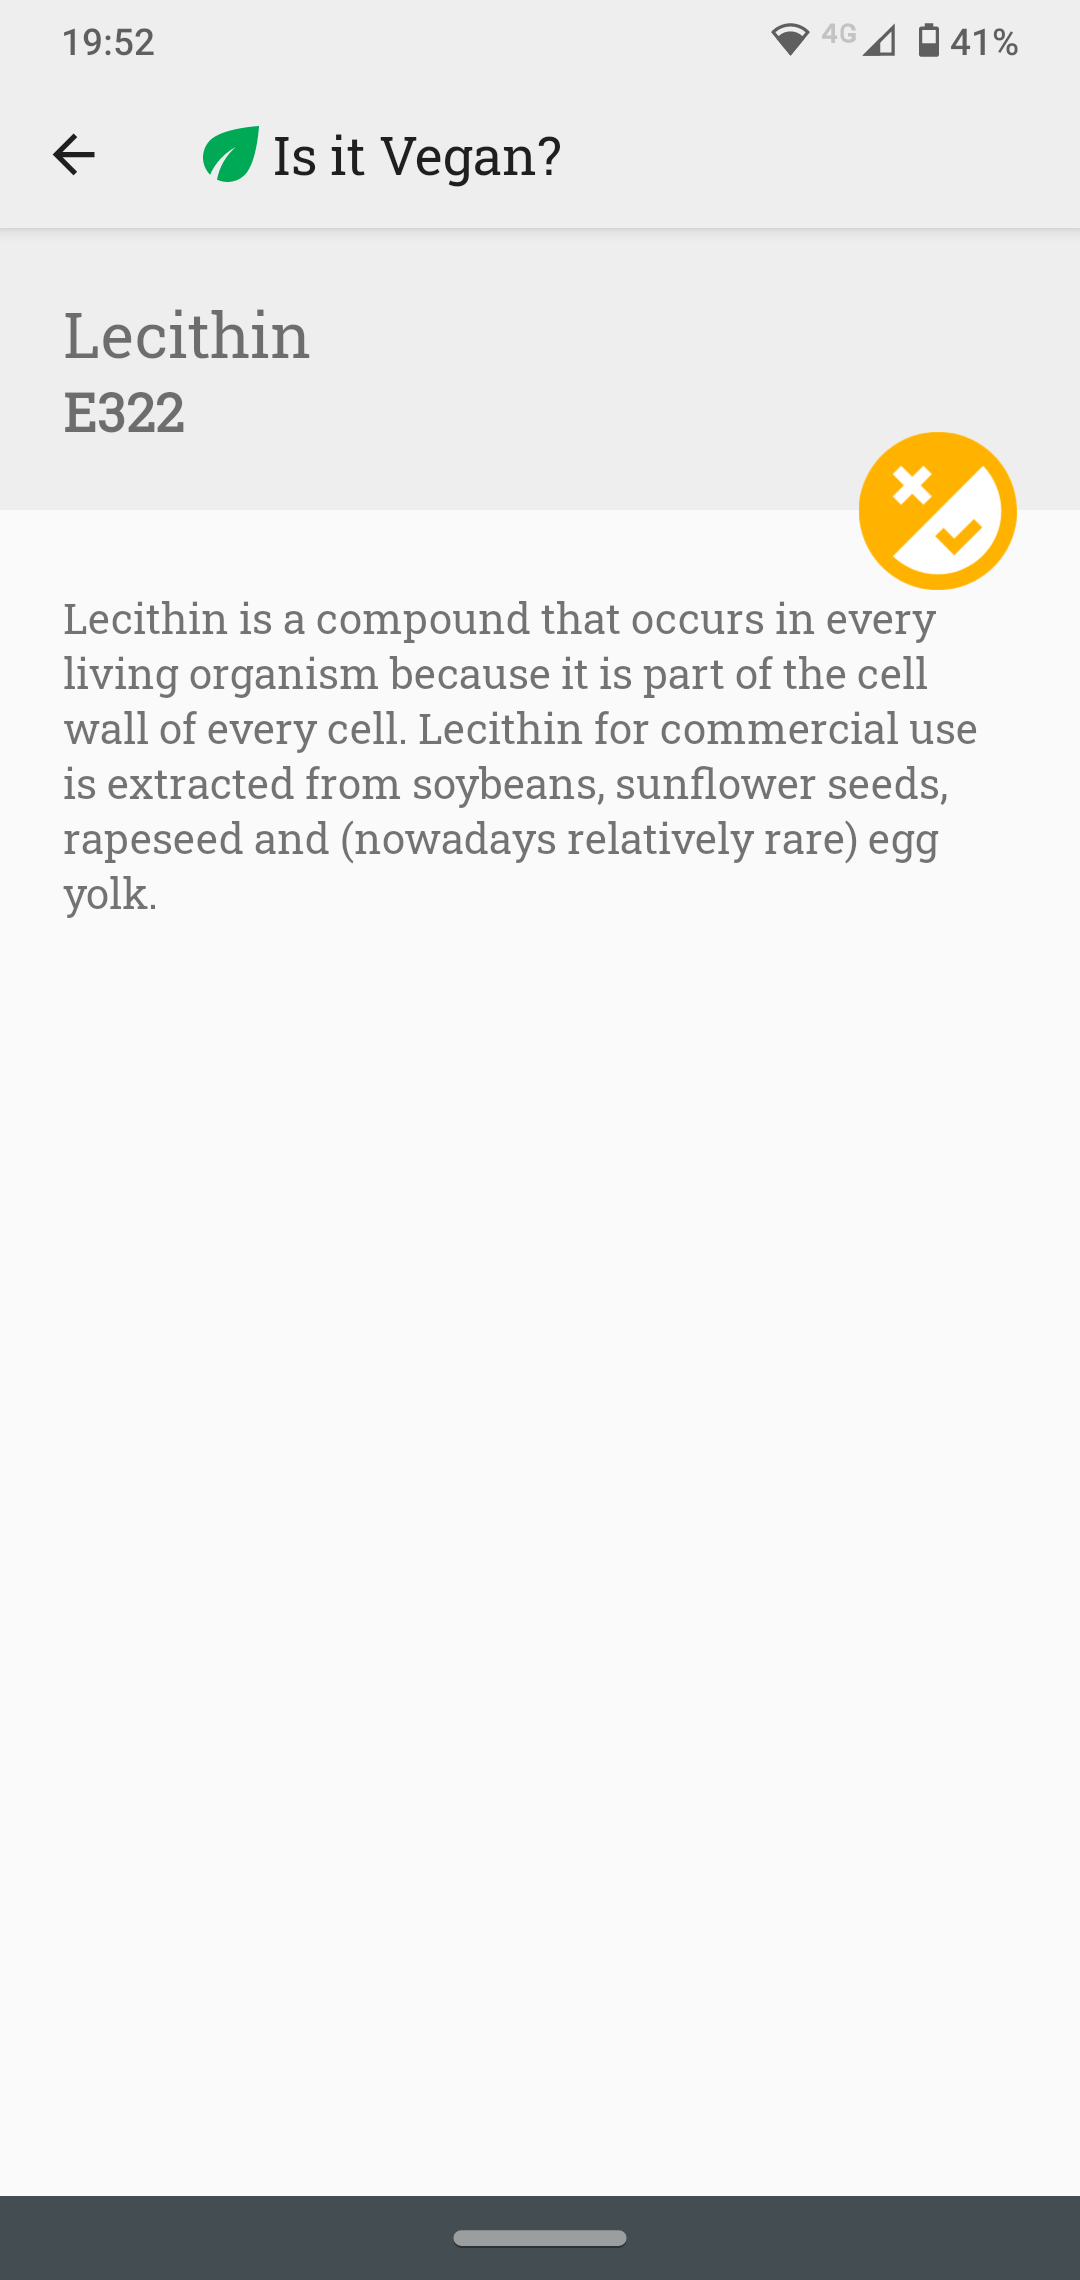 19:52
4G
41%
Is it Vegan?
Lecithin
E322
Lecithin is a compound that occurs in every
living organism because it is part of the cell
wall of every cell. Lecithin for commercial use
is extracted from soybeans, sunflower seeds,
rapeseed and (nowadays relatively rare) egg
yolk.